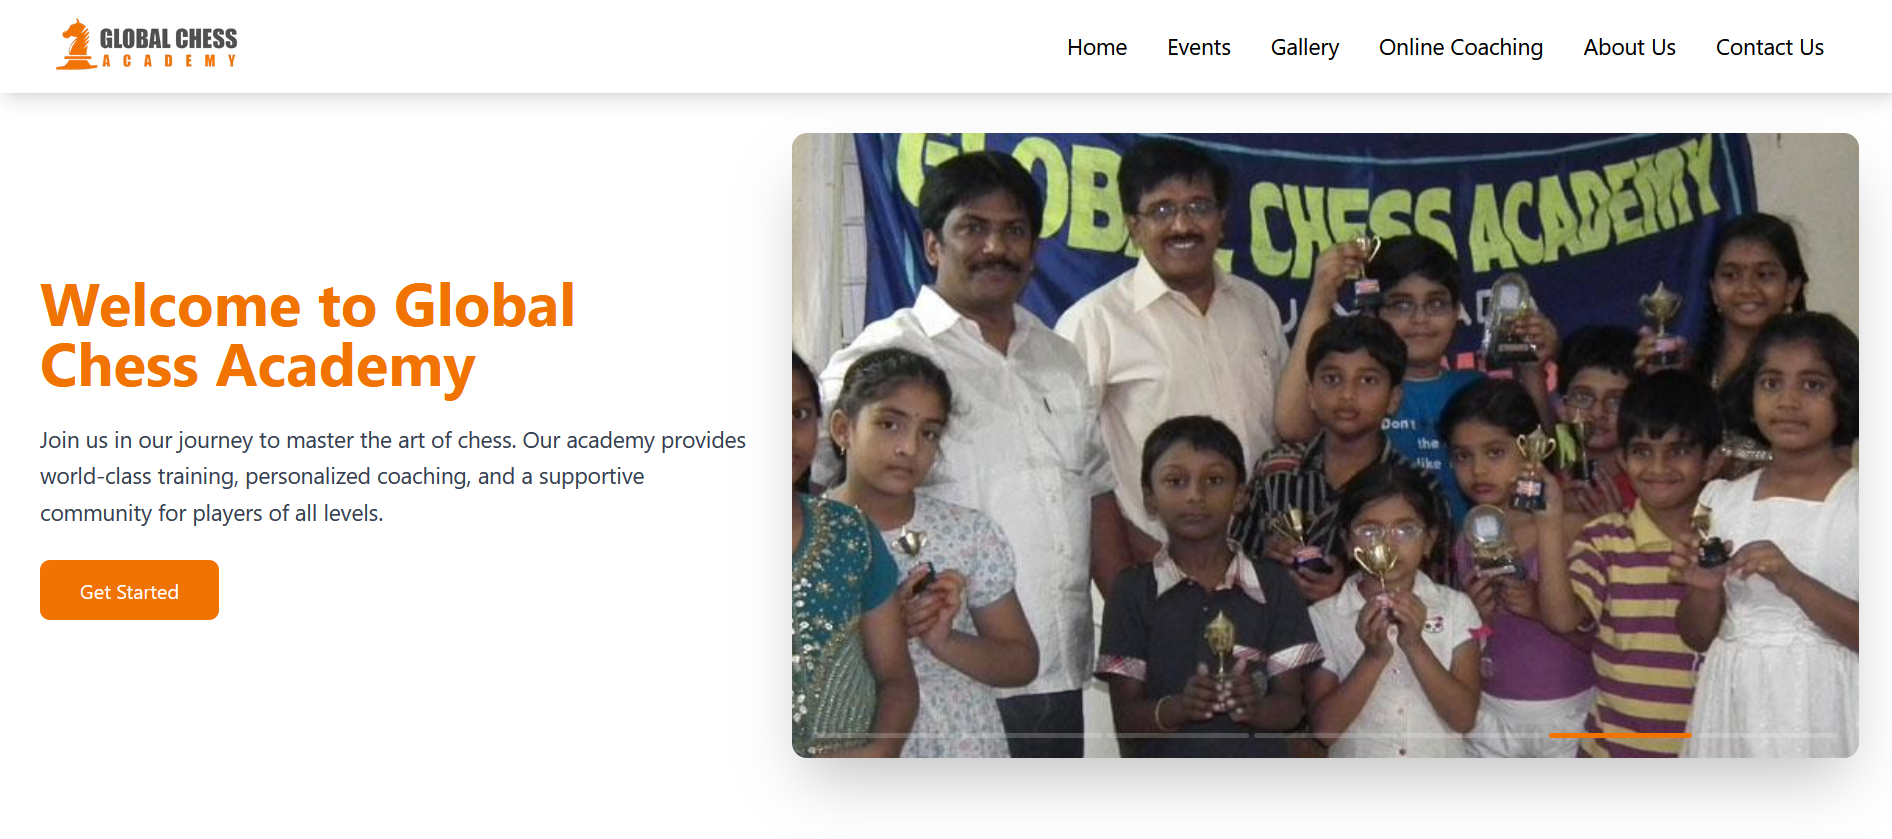 GLOBAL CHESS
ACADEMY
Home Events Gallery Online Coaching About Us Contact Us
GLOBAL CHESS ACADEMY
Welcome to Global
Chess Academy
Join us in our journey to master the art of chess. Our academy provides
world-class training, personalized coaching, and a supportive
community for players of all levels.
Get Started
Don't
the
like